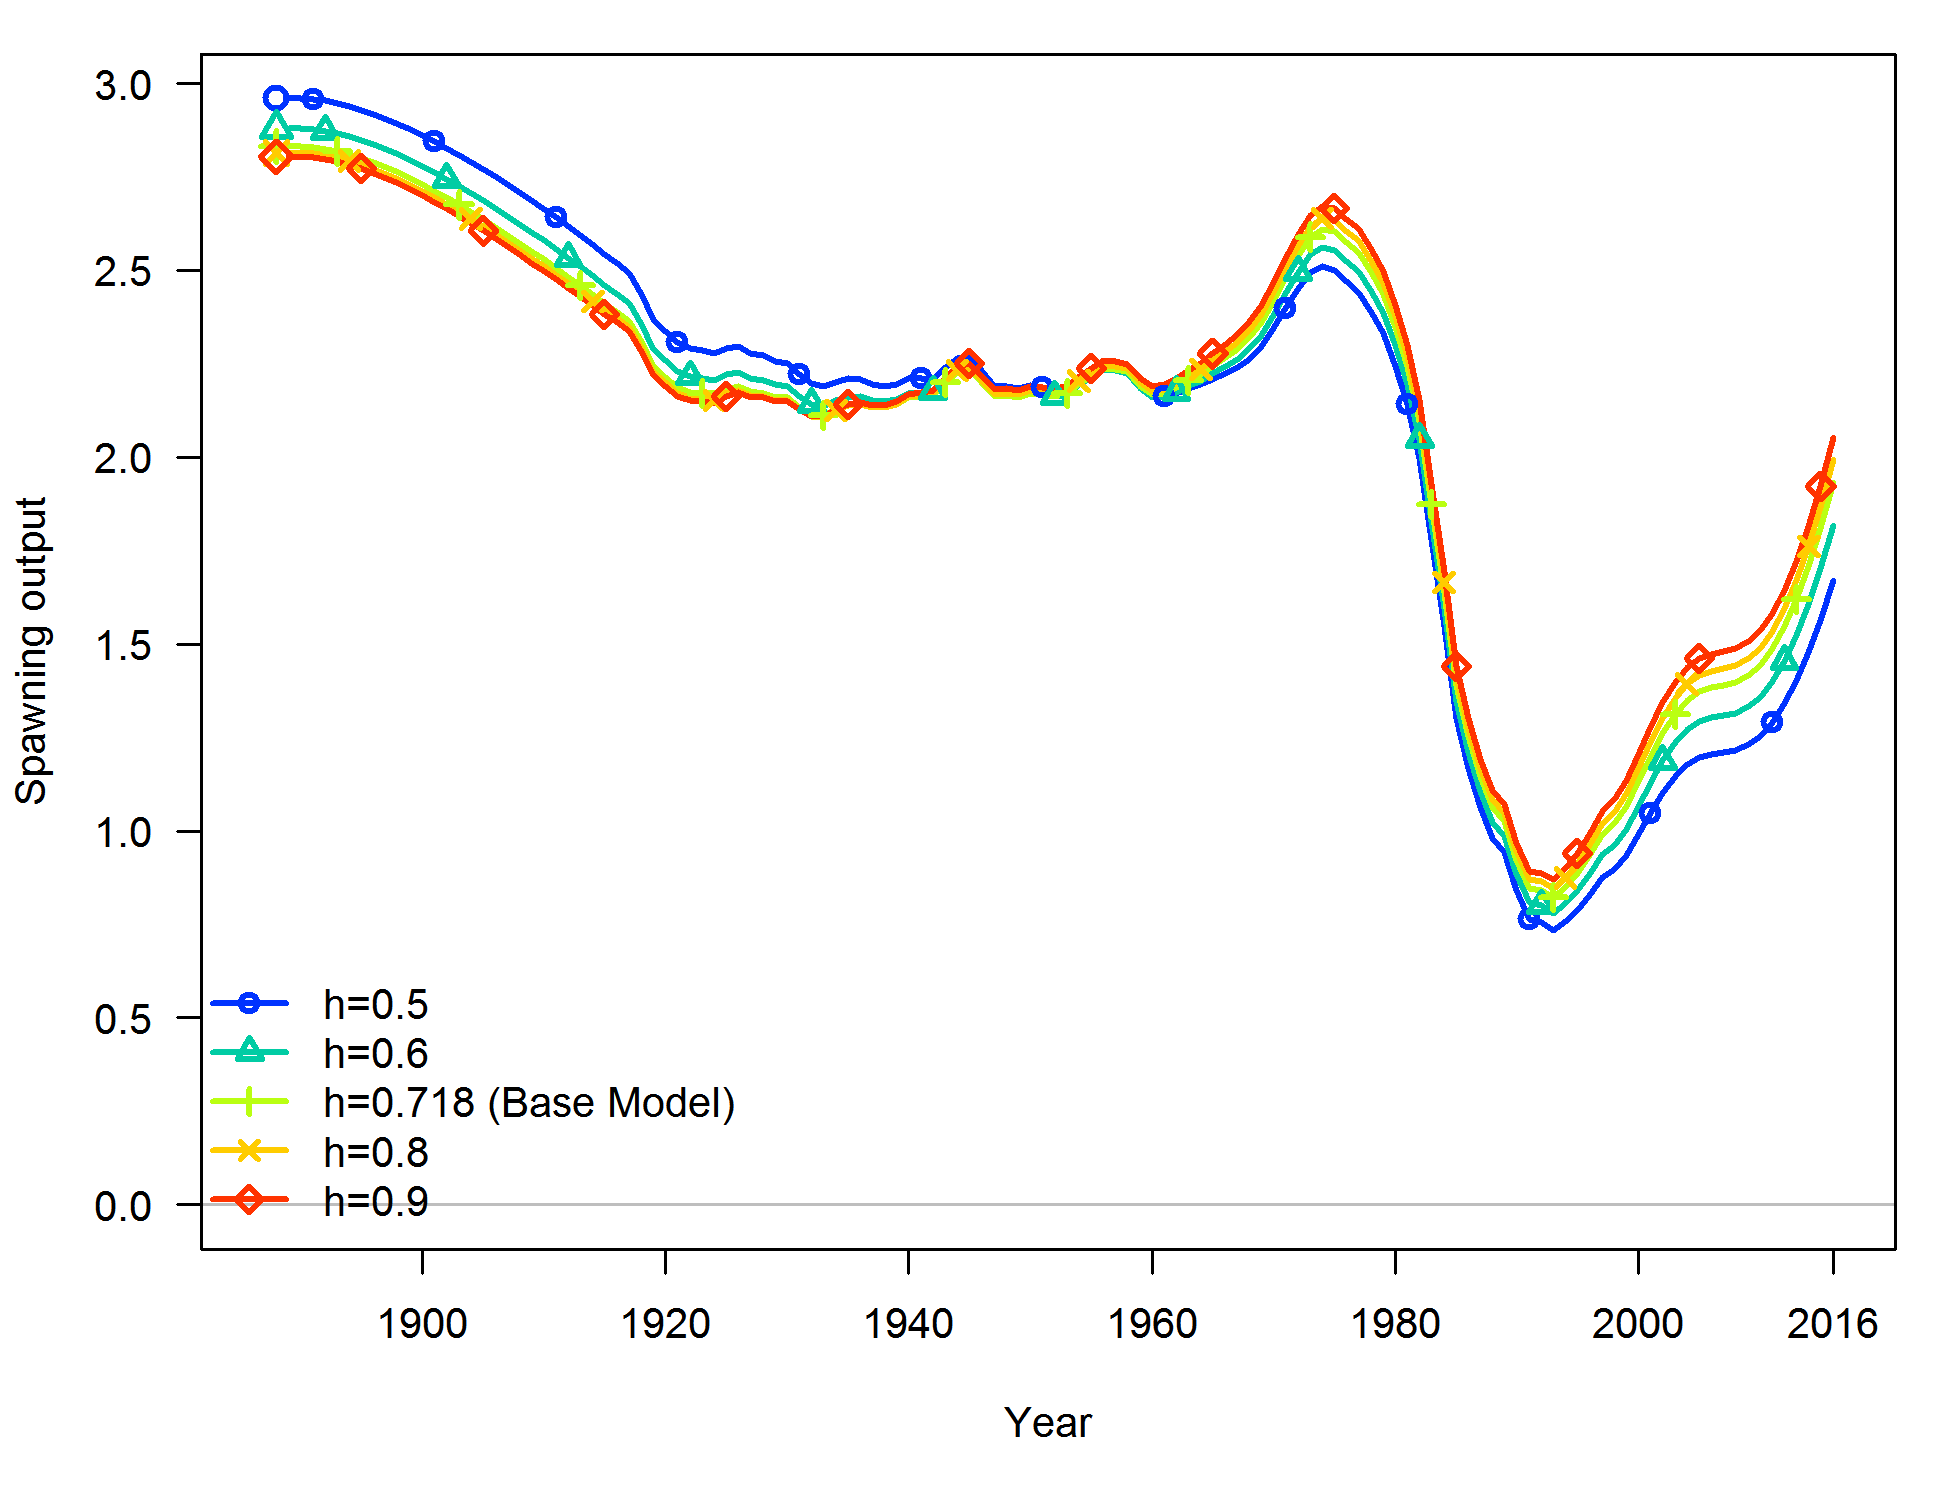 3.0
2.5
2.0
1.5
1.0
0.5
0.0
Spawning output
h=0.5
h=0.6
h=0.718 (Base Model)
h=0.8
h=0.9
1900 1920 1940 1960 1980 2000 2016
Year